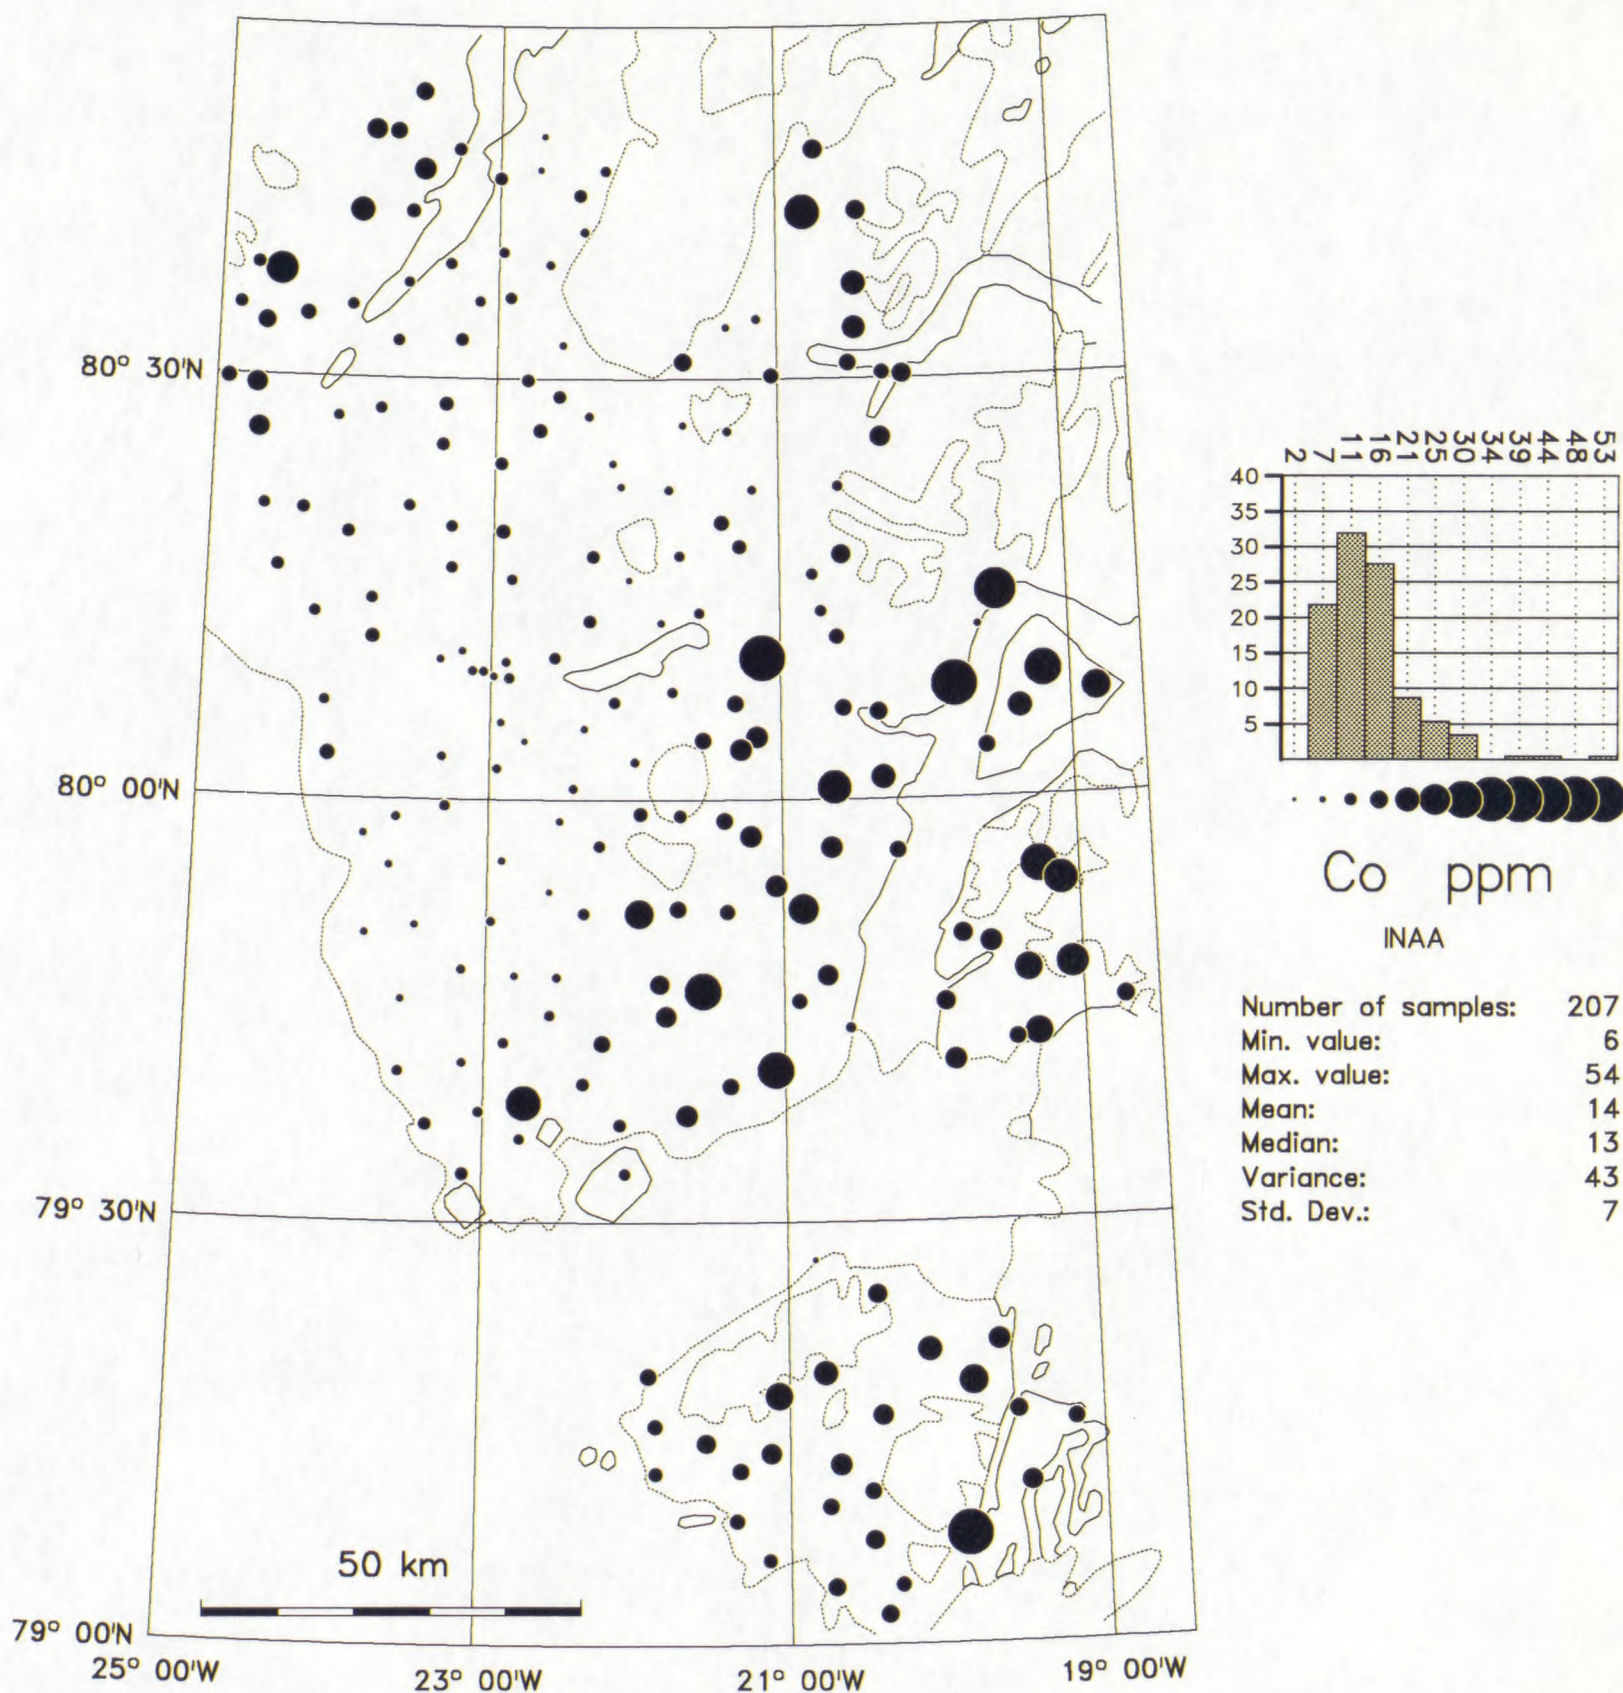 80° 30'N
80° 00'N
79° 30'N
79° 00'N
25° 00'W
23° 00'W
21° 00'W
19° 00'W
50 km
2 7 11 16 21 25 30 34 39 44 48 53
40
35
30
25
20
15
10
5
Co ppm
INAA
Number of samples: 207
Min. value: 6
Max. value: 54
Mean: 14
Median: 13
Variance: 43
Std. Dev.: 7